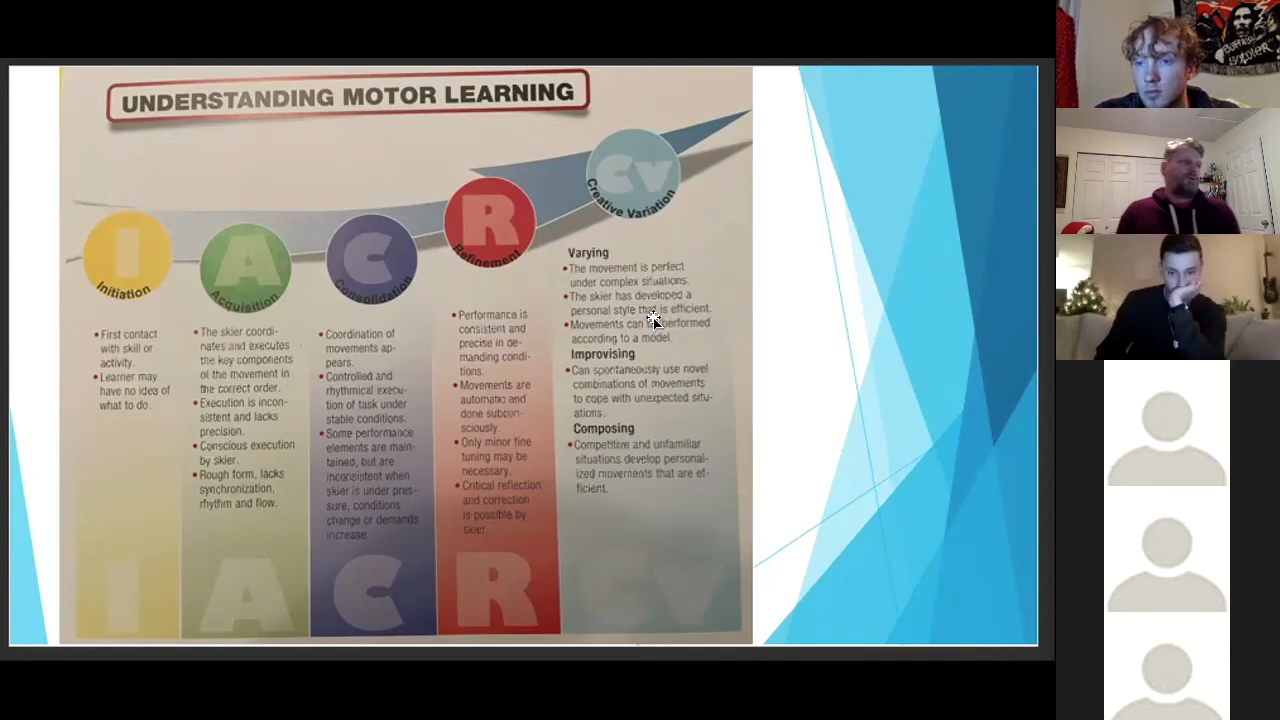 UNDERSTANDING MOTOR LEARNING
I
Initiation
• First contact
with skill or
activity.
• Learner may
have no idea of
what to do.
I
A
Acquisition
• The skier coordi-
nates and executes
the key components
of the movement in
the correct order.
• Execution is incon-
sistent and lacks
precision.
• Conscious execution
by skier.
• Rough form, lacks
synchronization,
rhythm and flow.
A
C
Consolidation
• Coordination of
movements ap-
pears.
• Controlled and
rhythmical execu-
tion of task under
stable conditions.
• Some performance
elements are main-
tained, but are
inconsistent when
skier is under pres-
sure, conditions
change or demands
increase.
C
R
Refinement
• Performance is
consistent and
precise in de-
manding condi-
tions.
• Movements are
automatic and
done subcon-
sciously.
• Only minor fine
tuning may be
necessary.
• Critical reflection
and correction
is possible by
skier.
R
Cv
Creative Variation
Varying
• The movement is perfect
under complex situations.
• The skier has developed a
personal style that is efficient.
• Movements can performed
according to a model.
Improvising
• Can spontaneously use novel
combinations of movements
to cope with unexpected situ-
ations.
Composing
• Competitive and unfamiliar
situations develop personal-
ized movements that are ef-
ficient.
Cv
BUFFALO
SOLDIER